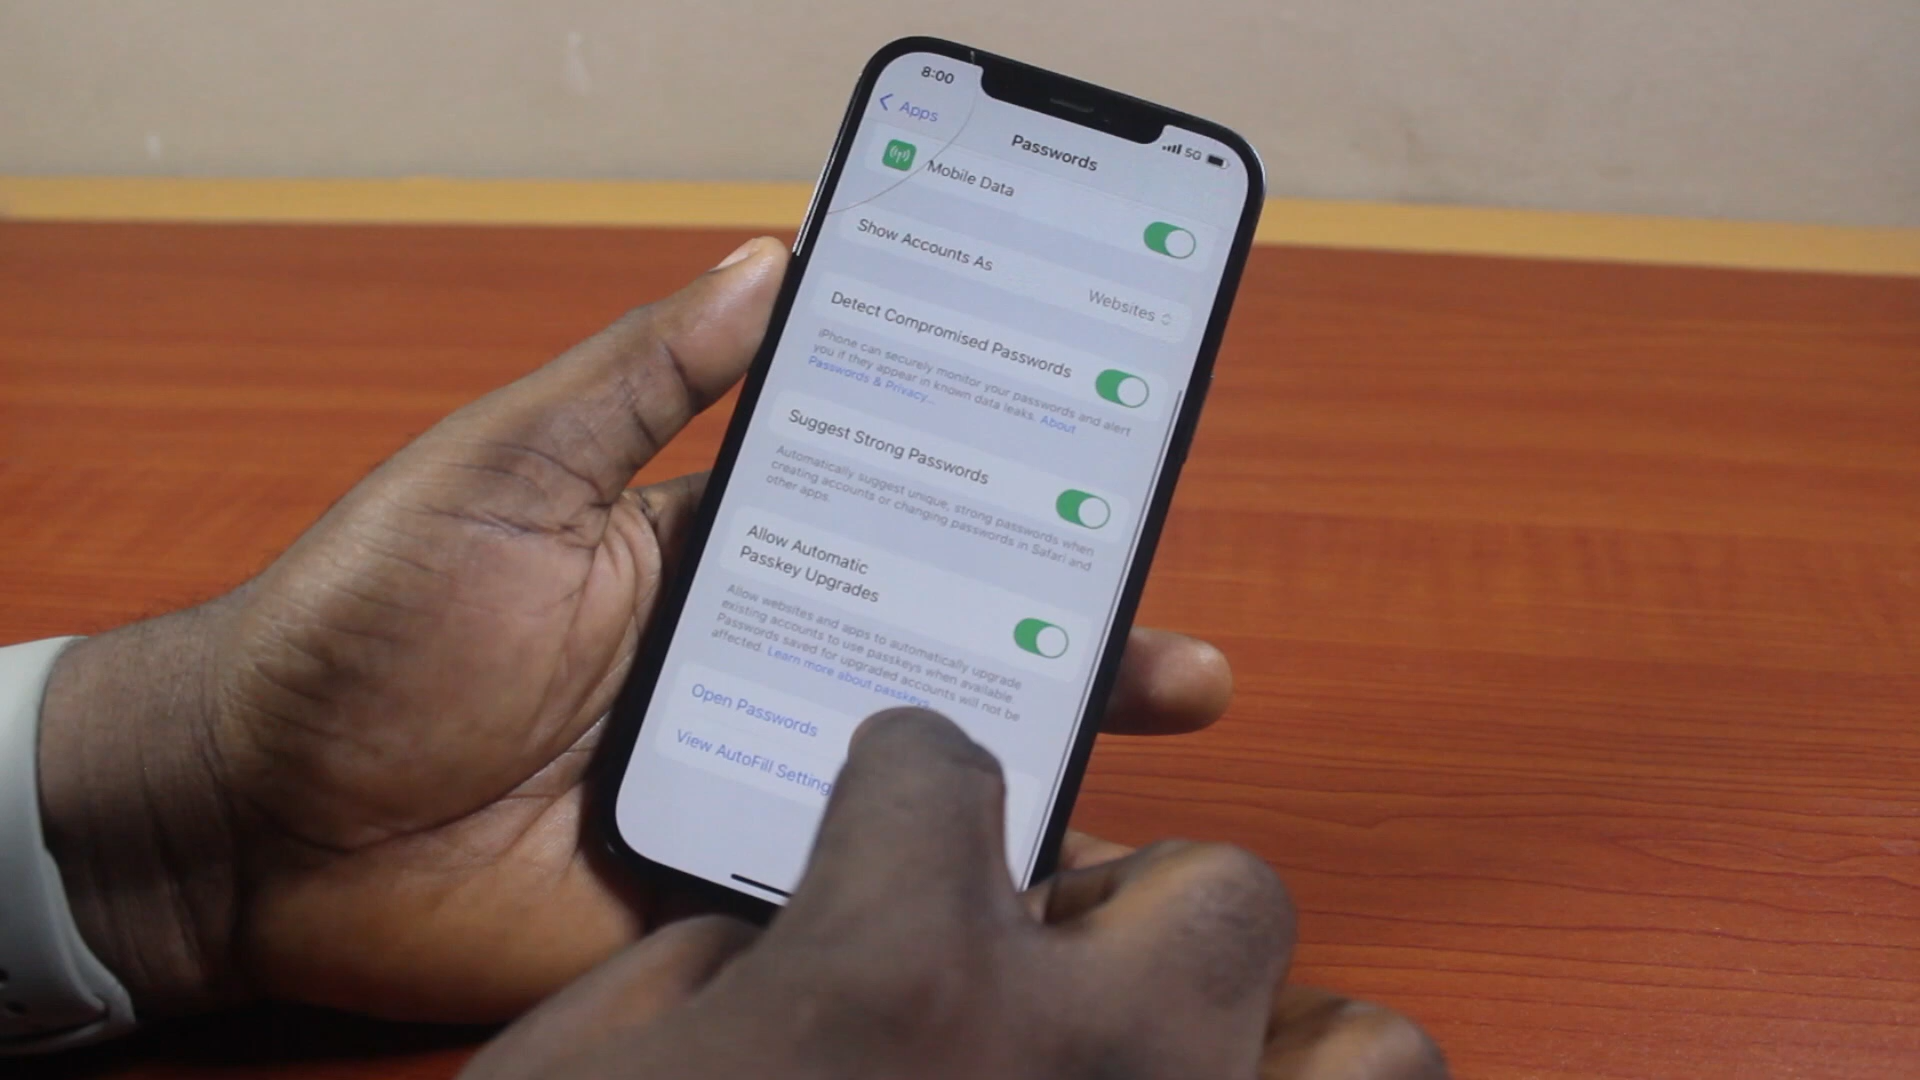 8:00
5G
Apps
Passwords
Mobile Data
Show Accounts As
Websites
Detect Compromised Passwords
iPhone can securely monitor your passwords and alert
you if they appear in known data leaks. About
Passwords & Privacy...
Suggest Strong Passwords
Automatically suggest unique, strong passwords when
creating accounts or changing passwords in Safari and
other apps.
Allow Automatic
Passkey Upgrades
Allow websites and apps to automatically upgrade
existing accounts to use passkeys when available.
Passwords saved for upgraded accounts will not be
affected. Learn more about passkeys
Open Passwords
View AutoFill Setting